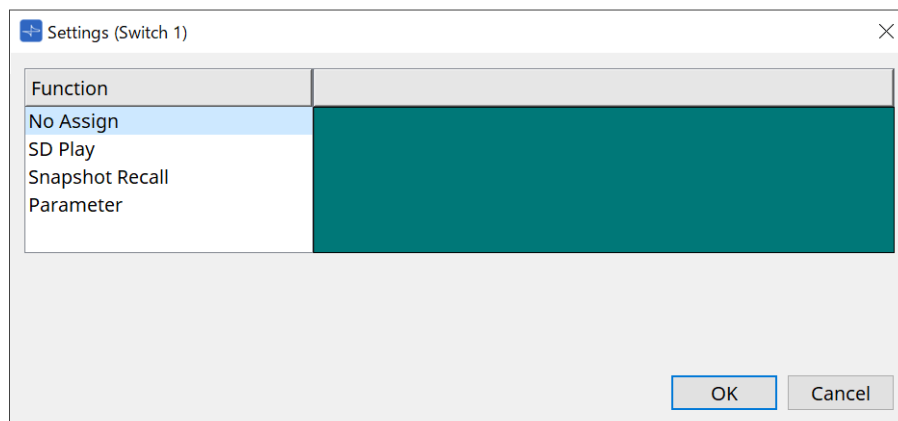 Settings (Switch 1)
Function
No Assign
SD Play
Snapshot Recall
Parameter
OK
Cancel